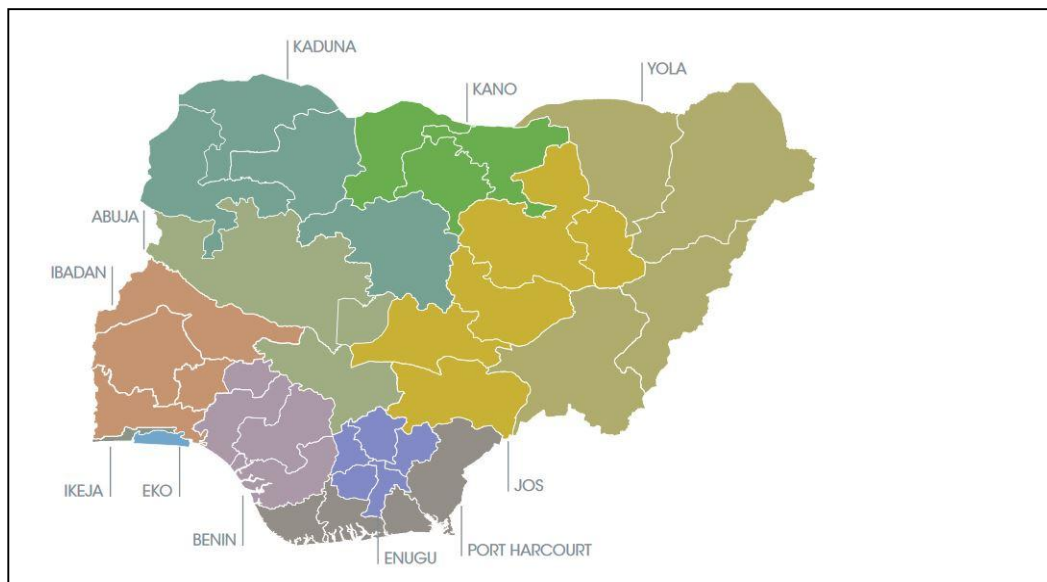 KADUNA
YOLA
KANO
ABUJA
IBADAN
IKEJA
EKO
JOS
BENIN
ENUGU
PORT HARCOURT